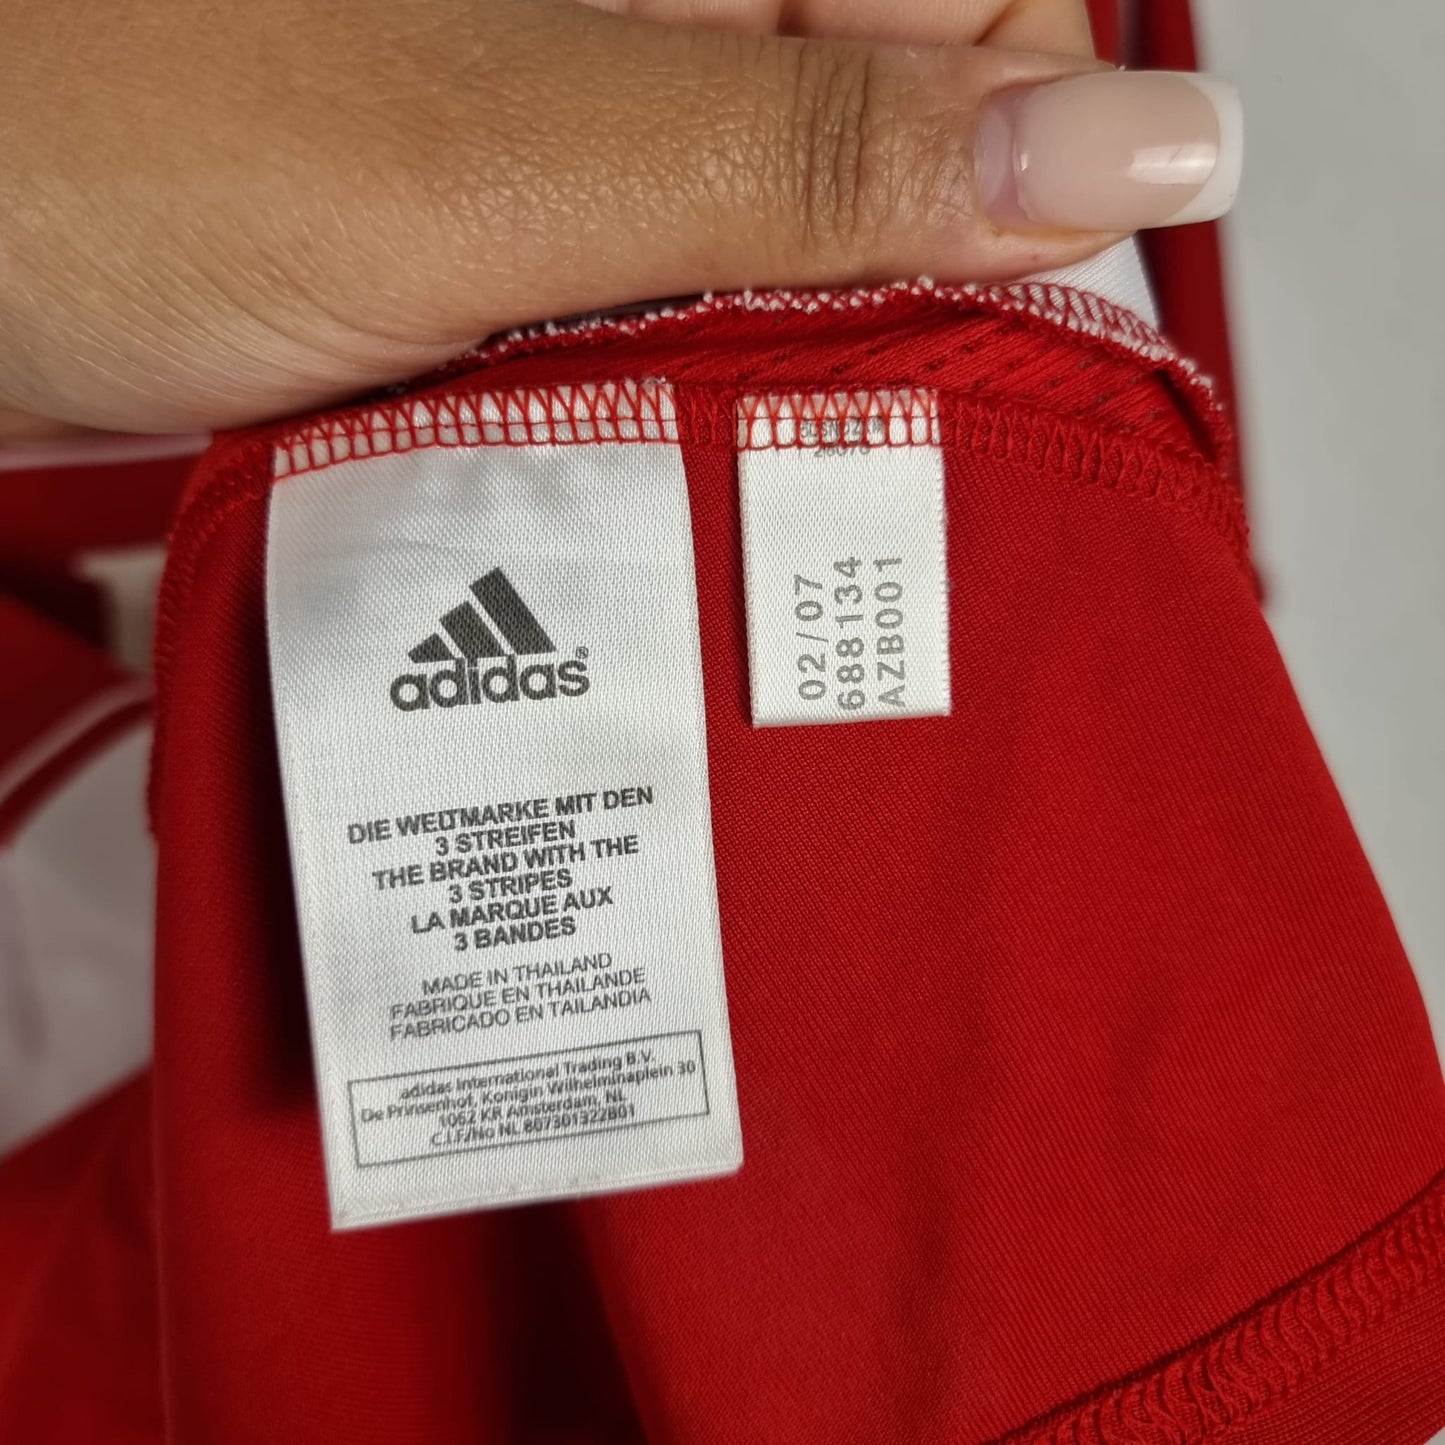 adidas®
DIE WELTMARKE MIT DEN
3 STREIFEN
THE BRAND WITH THE
3 STRIPES
LA MARQUE AUX
3 BANDES
MADE IN THAILAND
FABRIQUE EN THAILANDE
FABRICADO EN TAILANDIA
adidas International Trading B.V.
De Prinsenhof, Konigin Wilhelminaplein 30
1062 KR Amsterdam, NL
C.I.F./No NL 807301322B01
02/07
688134
AZB001